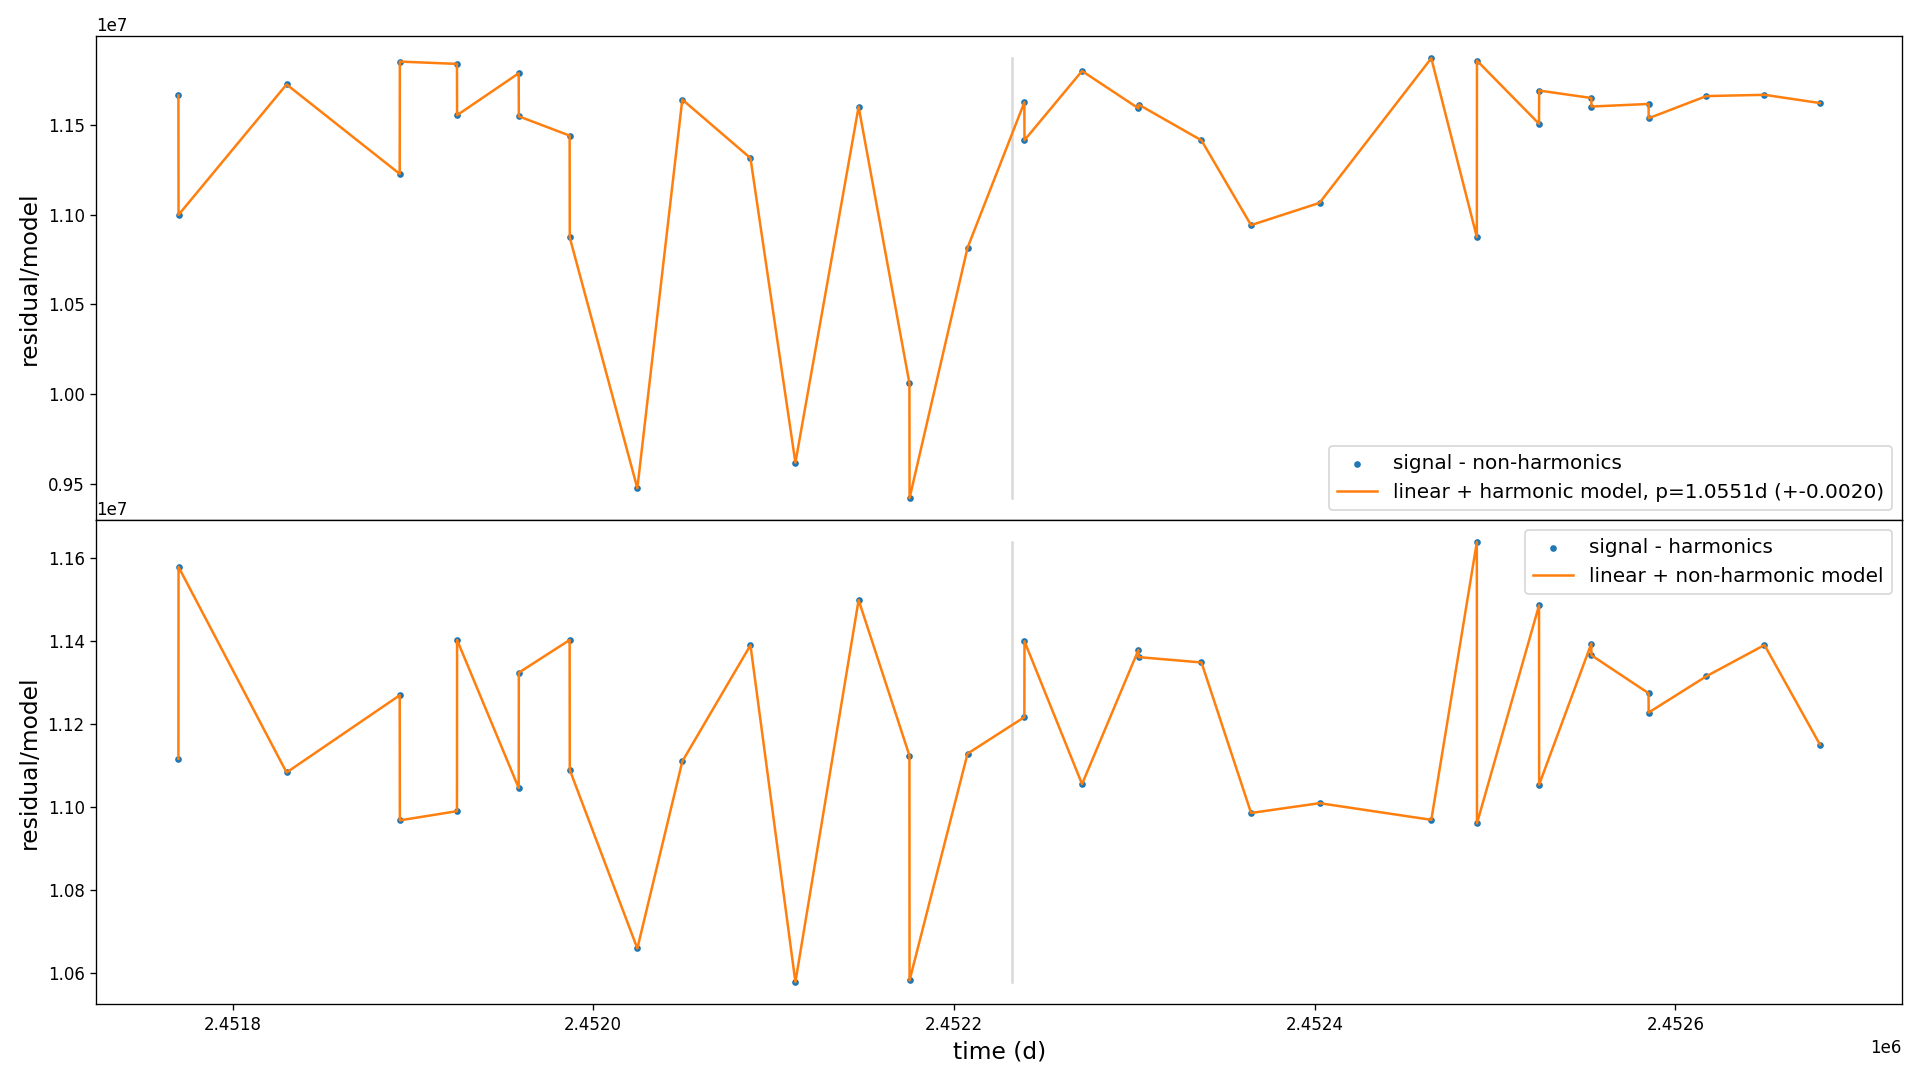 1e7
1.15
1.10
1.05
1.00
0.95
residual/model
signal - non-harmonics
linear + harmonic model, p=1.0551d (+-0.0020)
1e7
1.16
1.14
1.12
1.10
1.08
1.06
residual/model
signal - harmonics
linear + non-harmonic model
2.4518
2.4520
2.4522
2.4524
2.4526
1e6
time (d)